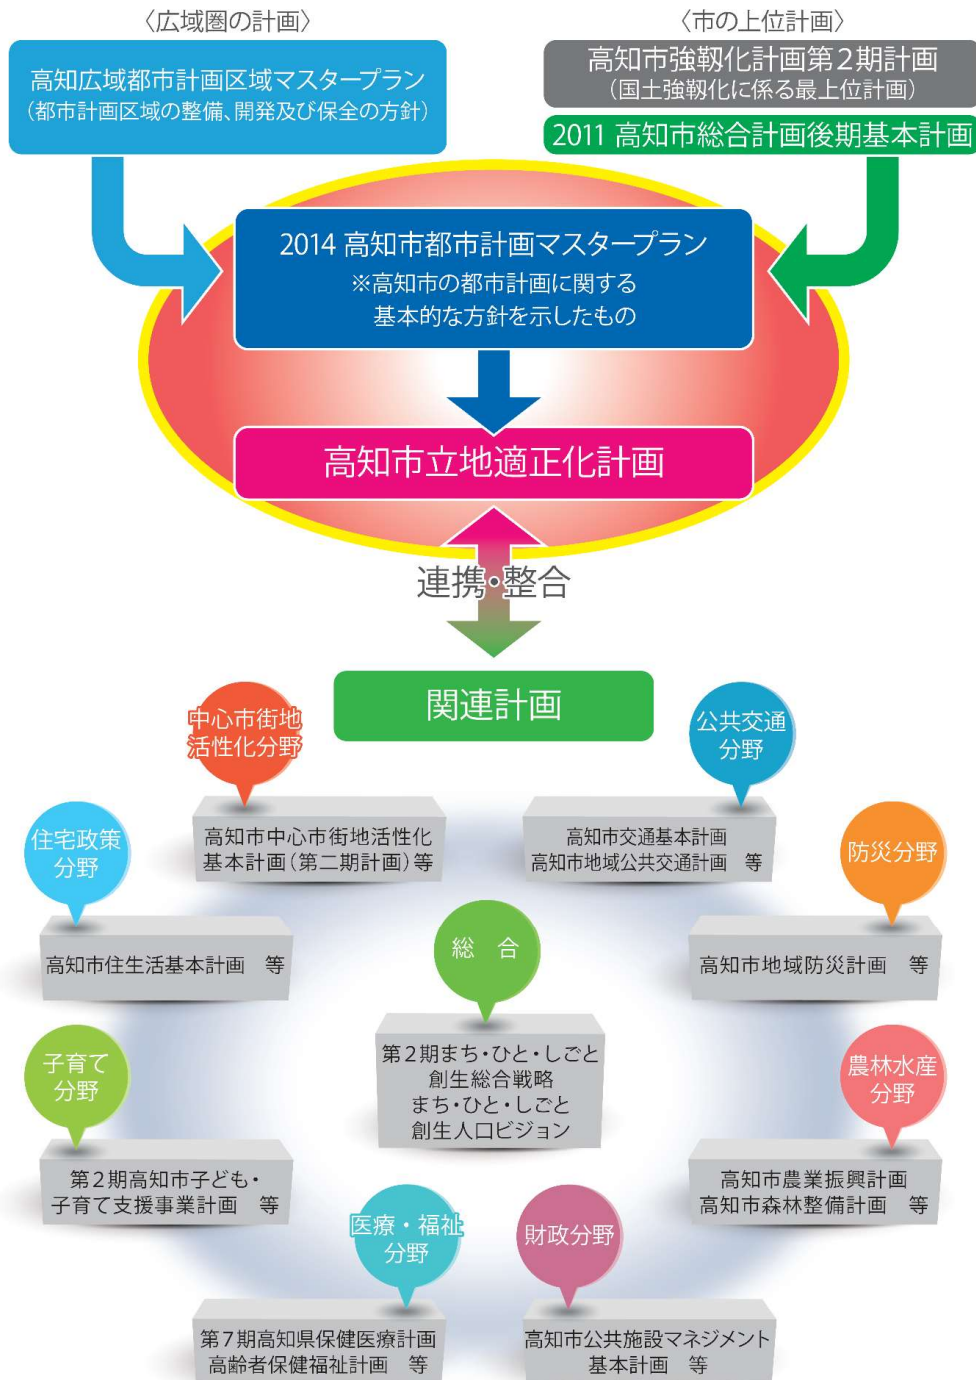 〈広域圏の計画〉
高知広域都市計画区域マスタープラン
(都市計画区域の整備、開発及び保全の方針)
〈市の上位計画〉
高知市強靱化計画第２期計画
(国土強靱化に係る最上位計画)
2011 高知市総合計画後期基本計画
2014 高知市都市計画マスタープラン
※高知市の都市計画に関する
基本的な方針を示したもの
高知市立地適正化計画
連携・整合
関連計画
中心市街地
活性化分野
高知市中心市街地活性化
基本計画(第二期計画)等
公共交通
分野
高知市交通基本計画
高知市地域公共交通計画　等
住宅政策
分野
高知市住生活基本計画　等
防災分野
高知市地域防災計画　等
総　合
第２期まち・ひと・しごと
創生総合戦略
まち・ひと・しごと
創生人口ビジョン
子育て
分野
第２期高知市子ども・
子育て支援事業計画　等
農林水産
分野
高知市農業振興計画
高知市森林整備計画　等
医療・福祉
分野
第７期高知県保健医療計画
高齢者保健福祉計画　等
財政分野
高知市公共施設マネジメント
基本計画　等